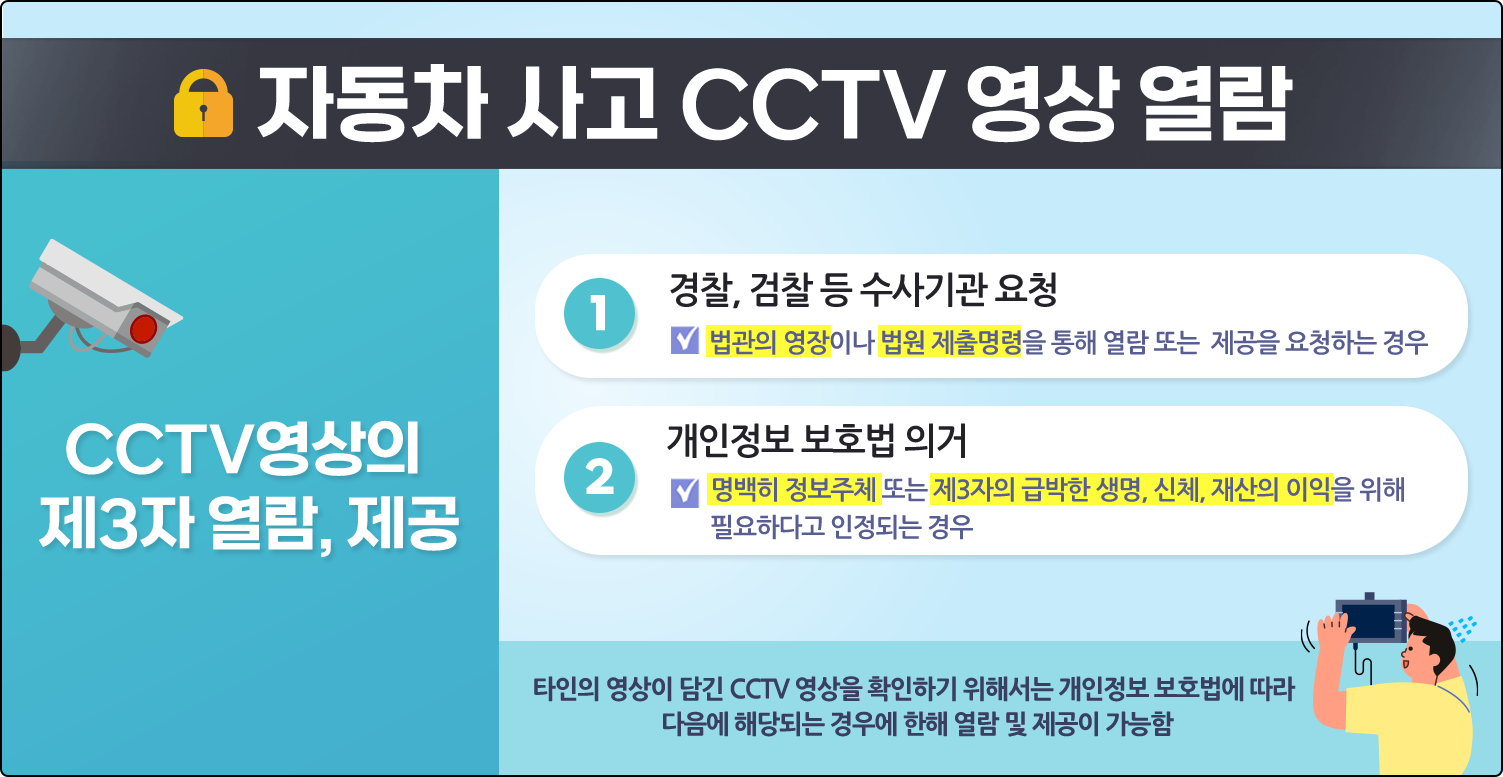 자동차 사고 CCTV 영상 열람
CCTV영상의
제3자 열람, 제공
1
경찰, 검찰 등 수사기관 요청
법관의 영장이나 법원 제출명령을 통해 열람 또는 제공을 요청하는 경우
2
개인정보 보호법 의거
명백히 정보주체 또는 제3자의 급박한 생명, 신체, 재산의 이익을 위해
필요하다고 인정되는 경우
타인의 영상이 담긴 CCTV 영상을 확인하기 위해서는 개인정보 보호법에 따라
다음에 해당되는 경우에 한해 열람 및 제공이 가능함